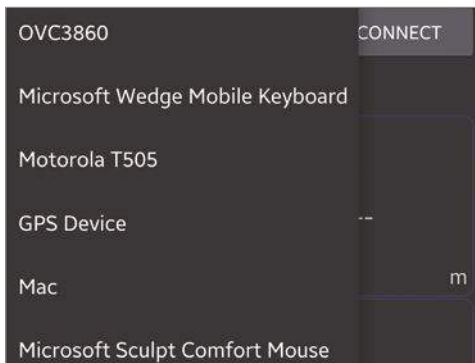 OVC3860
CONNECT
Microsoft Wedge Mobile Keyboard
Motorola T505
GPS Device
--
Mac
m
Microsoft Sculpt Comfort Mouse